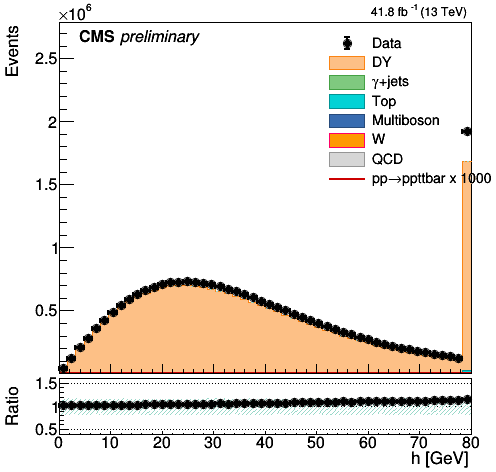 ×10⁶
41.8 fb⁻¹ (13 TeV)
CMS preliminary
Events
2.5
2
1.5
1
0.5
Data
DY
γ+jets
Top
Multiboson
W
QCD
pp→ppttbar x 1000
Ratio
1.5
1
0.5
0 10 20 30 40 50 60 70 80
h [GeV]